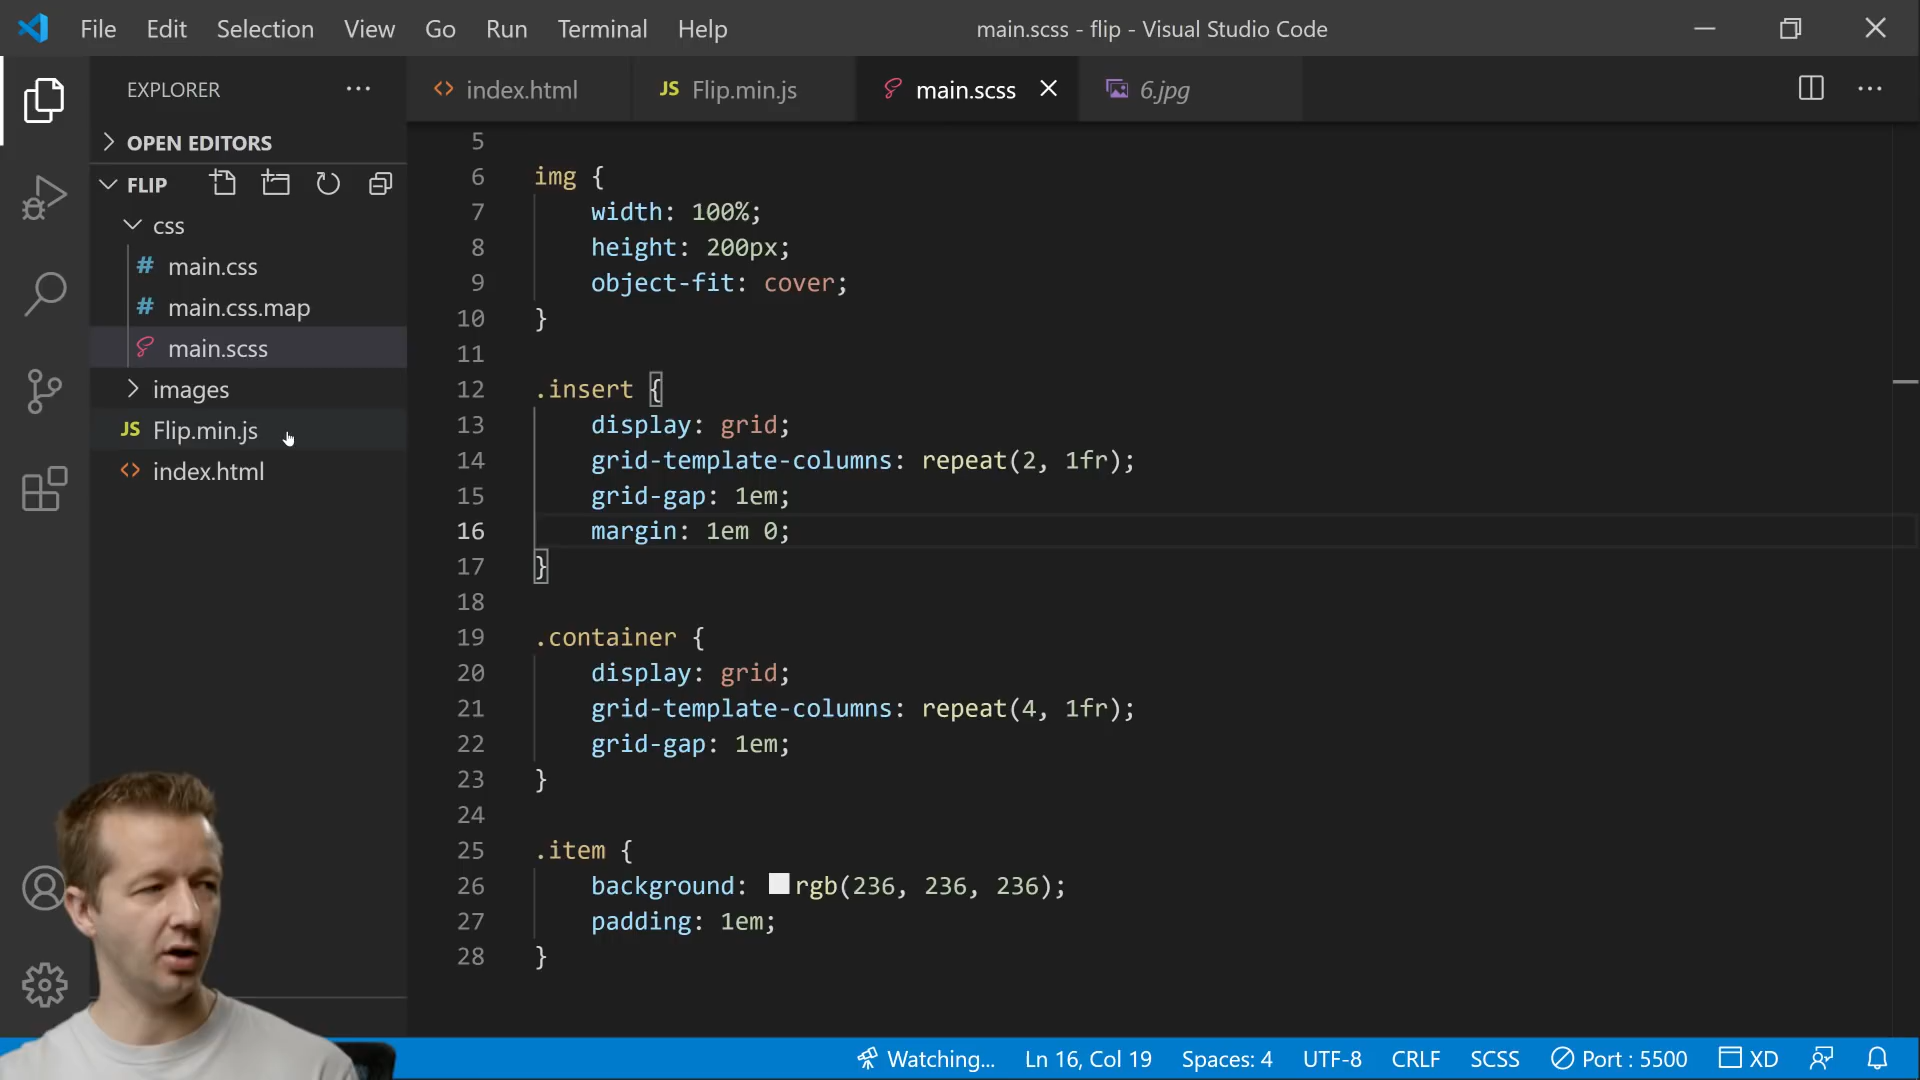 File Edit Selection View Go Run Terminal Help
main.scss - flip - Visual Studio Code
EXPLORER
OPEN EDITORS
FLIP
css
# main.css
# main.css.map
main.scss
images
JS Flip.min.js
<> index.html
<> index.html
JS Flip.min.js
main.scss
6.jpg
5
6 img {
7 width: 100%;
8 height: 200px;
9 object-fit: cover;
10 }
11
12 .insert {
13 display: grid;
14 grid-template-columns: repeat(2, 1fr);
15 grid-gap: 1em;
16 margin: 1em 0;
17 }
18
19 .container {
20 display: grid;
21 grid-template-columns: repeat(4, 1fr);
22 grid-gap: 1em;
23 }
24
25 .item {
26 background: rgb(236, 236, 236);
27 padding: 1em;
28 }
Watching... Ln 16, Col 19 Spaces: 4 UTF-8 CRLF SCSS Port : 5500 XD